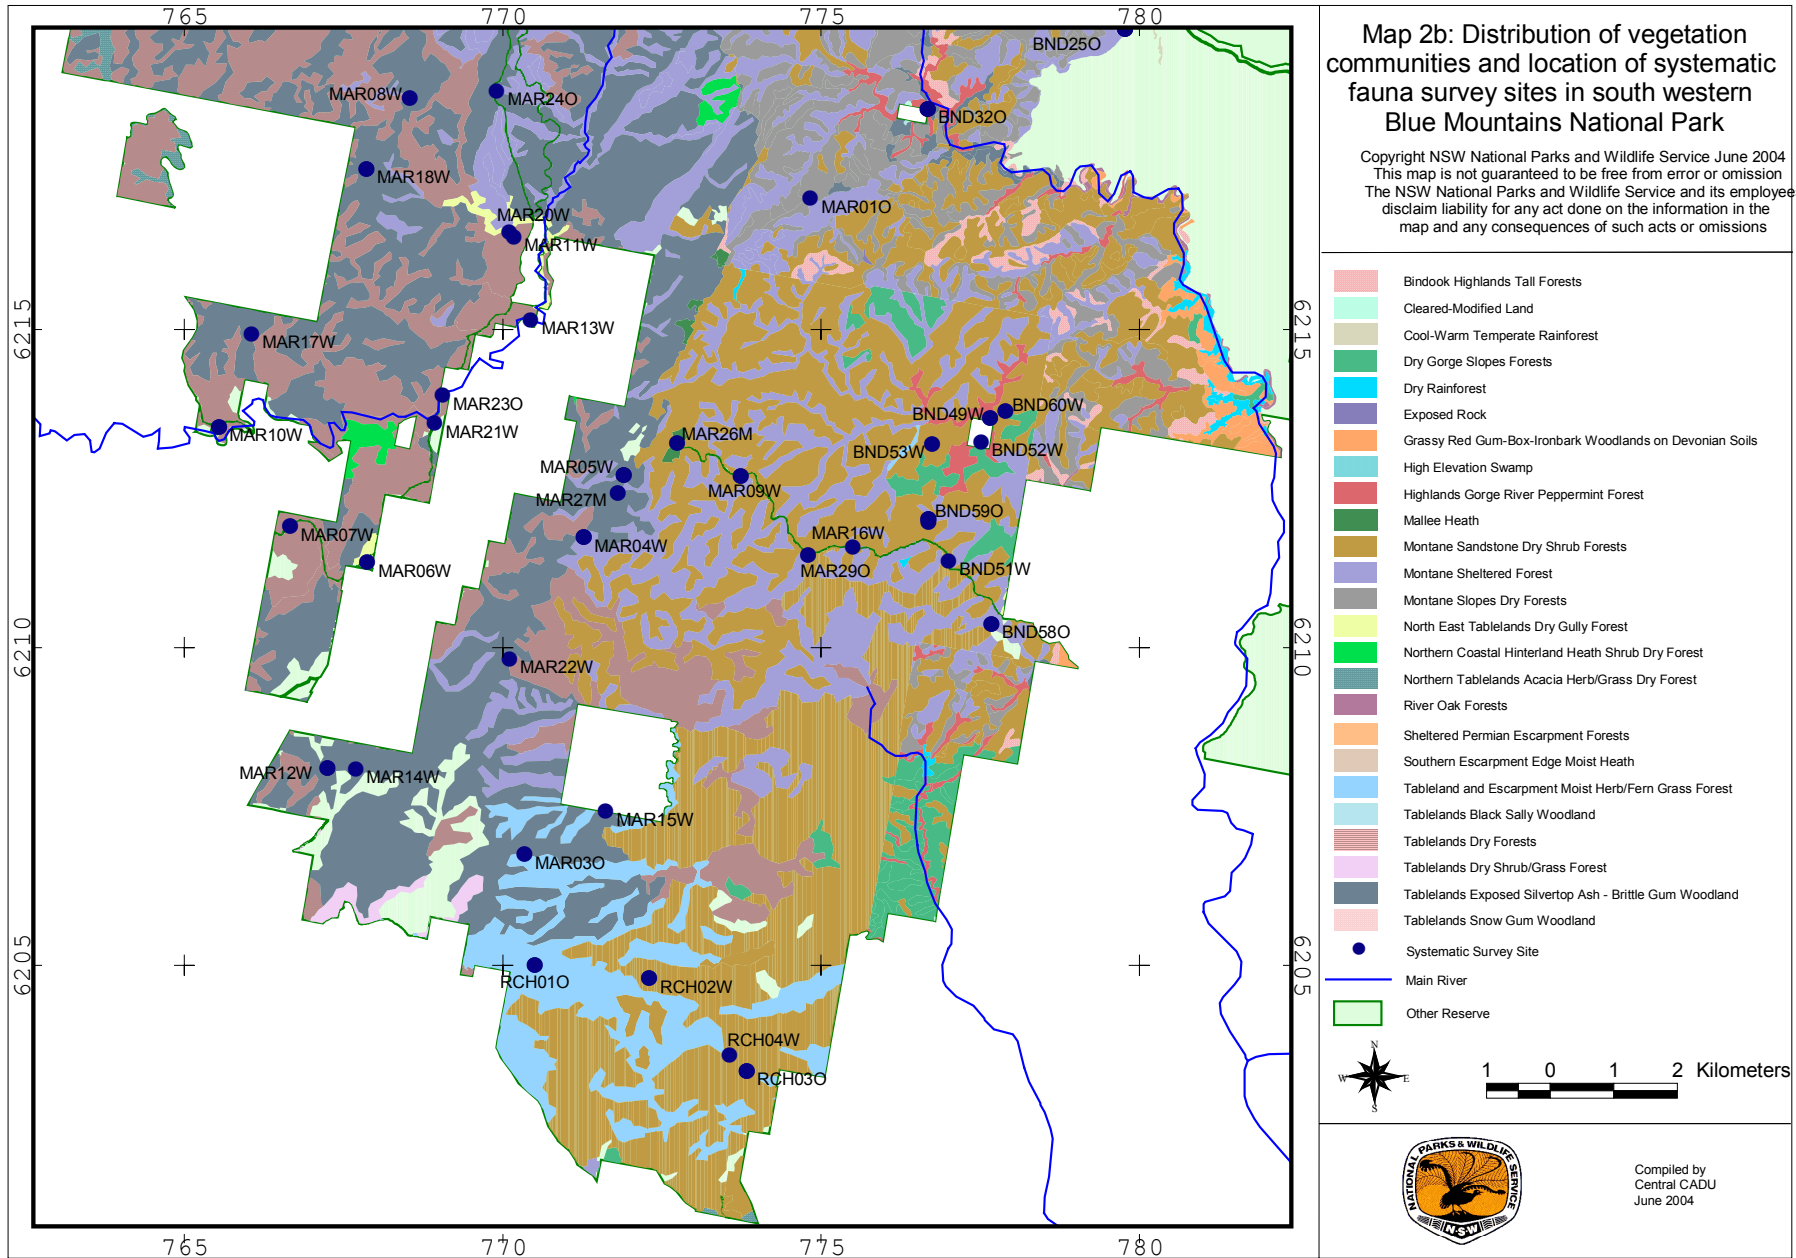 765 770 775 780
Map 2b: Distribution of vegetation
communities and location of systematic
fauna survey sites in south western
Blue Mountains National Park
Copyright NSW National Parks and Wildlife Service June 2004
This map is not guaranteed to be free from error or omission
The NSW National Parks and Wildlife Service and its employee
disclaim liability for any act done on the information in the
map and any consequences of such acts or omissions
BND25O
MAR08W
MAR24O
BND32O
MAR18W
MAR01O
MAR20W
MAR11W
6215
6215
MAR13W
MAR17W
MAR23O
MAR10W
MAR21W
BND49W
BND60W
MAR26M
BND53W
BND52W
MAR05W
MAR27M
MAR09W
BND59O
MAR07W
MAR04W
MAR16W
MAR29O
MAR06W
BND51W
BND58O
6210
6210
MAR22W
MAR12W
MAR14W
MAR15W
MAR03O
6205
6205
RCH01O
RCH02W
RCH04W
RCH03O
765 770 775 780
Bindook Highlands Tall Forests
Cleared-Modified Land
Cool-Warm Temperate Rainforest
Dry Gorge Slopes Forests
Dry Rainforest
Exposed Rock
Grassy Red Gum-Box-Ironbark Woodlands on Devonian Soils
High Elevation Swamp
Highlands Gorge River Peppermint Forest
Mallee Heath
Montane Sandstone Dry Shrub Forests
Montane Sheltered Forest
Montane Slopes Dry Forests
North East Tablelands Dry Gully Forest
Northern Coastal Hinterland Heath Shrub Dry Forest
Northern Tablelands Acacia Herb/Grass Dry Forest
River Oak Forests
Sheltered Permian Escarpment Forests
Southern Escarpment Edge Moist Heath
Tableland and Escarpment Moist Herb/Fern Grass Forest
Tablelands Black Sally Woodland
Tablelands Dry Forests
Tablelands Dry Shrub/Grass Forest
Tablelands Exposed Silvertop Ash - Brittle Gum Woodland
Tablelands Snow Gum Woodland
Systematic Survey Site
Main River
Other Reserve
N
W E
S
1 0 1 2 Kilometers
NATIONAL PARKS & WILDLIFE SERVICE
NSW
Compiled by
Central CADU
June 2004